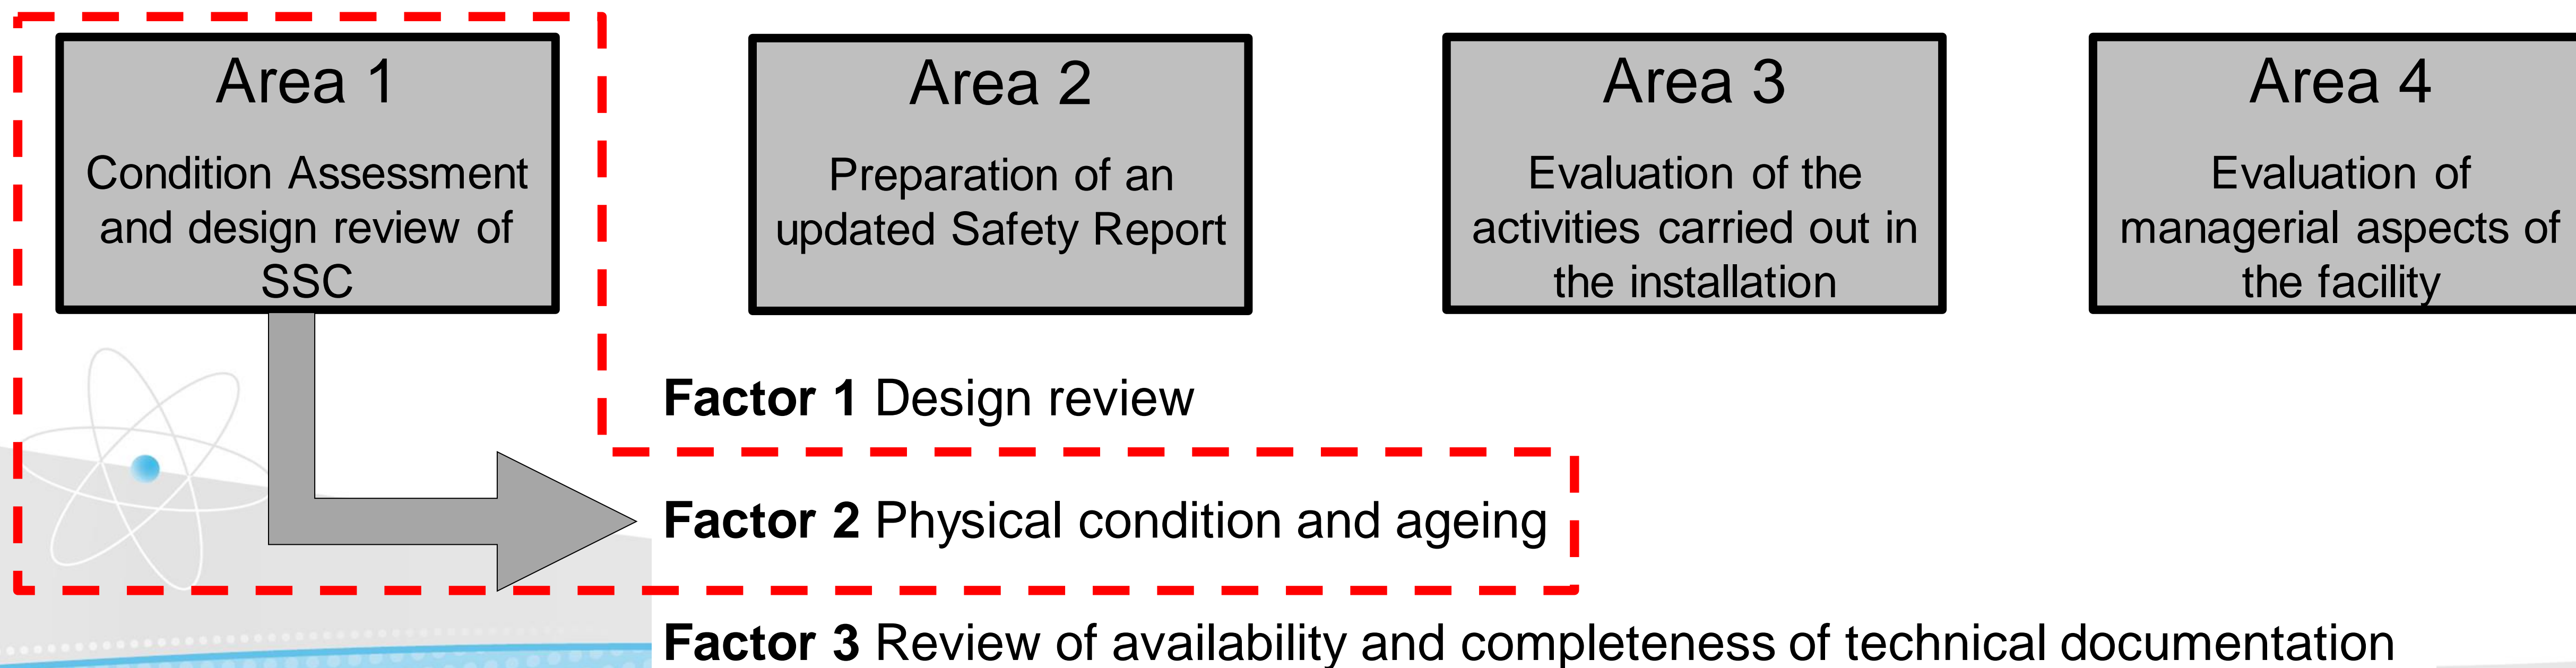 Area 1
Condition Assessment
and design review of
SSC
Area 2
Preparation of an
updated Safety Report
Area 3
Evaluation of the
activities carried out in
the installation
Area 4
Evaluation of
managerial aspects of
the facility
Factor 1 Design review
Factor 2 Physical condition and ageing
Factor 3 Review of availability and completeness of technical documentation